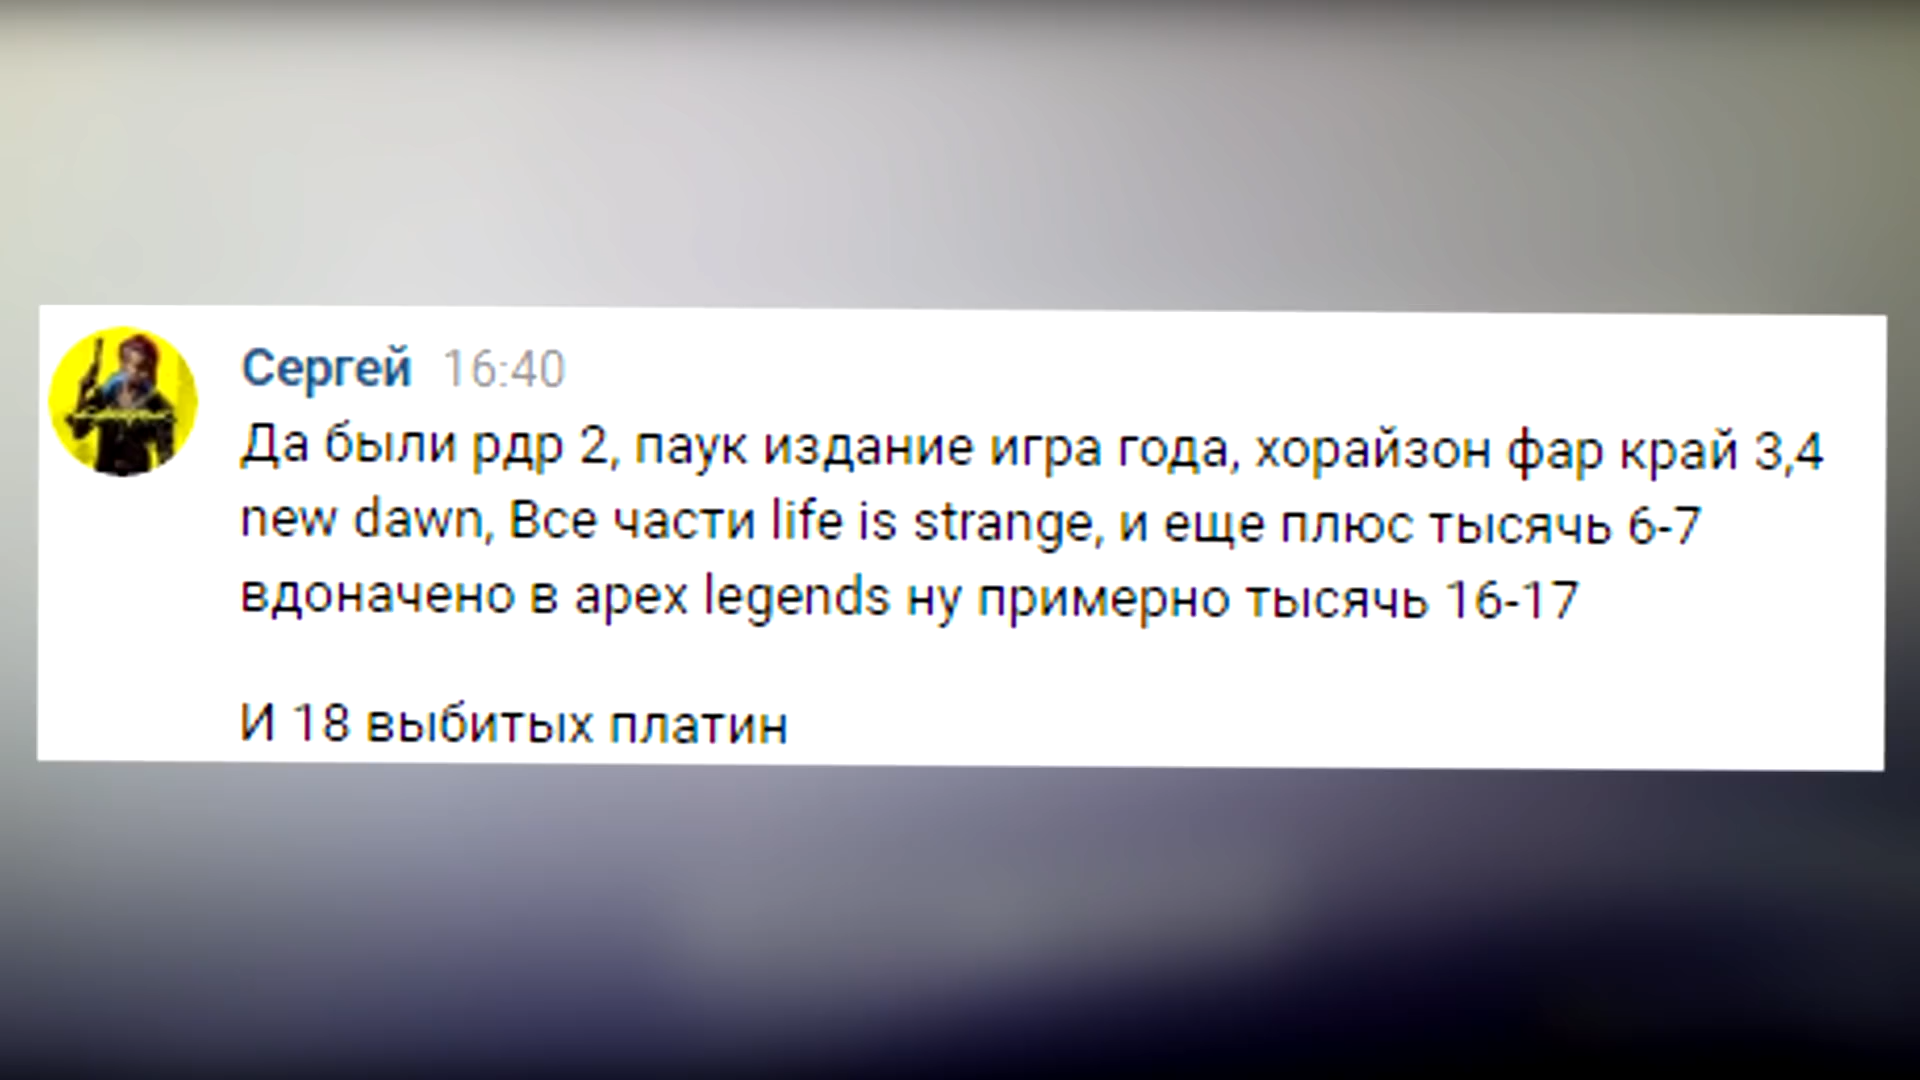 Сергей 16:40
Да были рдр 2, паук издание игра года, хорайзон фар край 3,4
new dawn, Все части life is strange, и еще плюс тысячь 6-7
вдоначено в apex legends ну примерно тысячь 16-17
И 18 выбитых платин